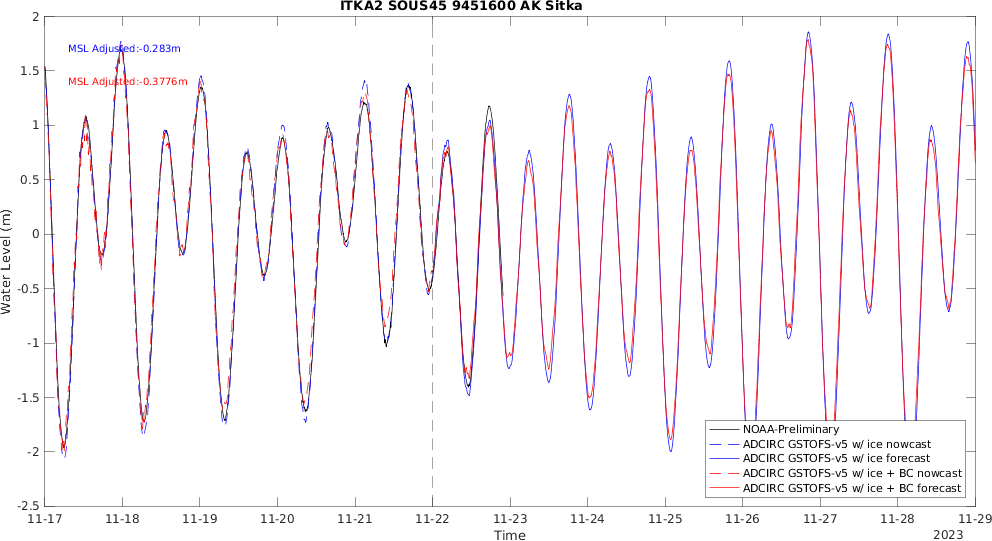 ITKA2 SOUS45 9451600 AK Sitka
MSL Adjusted:-0.283m
MSL Adjusted:-0.3776m
Water Level (m)
2
1.5
1
0.5
0
-0.5
-1
-1.5
-2
-2.5
NOAA-Preliminary
ADCIRC GSTOFS-v5 w/ ice nowcast
ADCIRC GSTOFS-v5 w/ ice forecast
ADCIRC GSTOFS-v5 w/ ice + BC nowcast
ADCIRC GSTOFS-v5 w/ ice + BC forecast
11-17 11-18 11-19 11-20 11-21 11-22 11-23 11-24 11-25 11-26 11-27 11-28 11-29
Time
2023